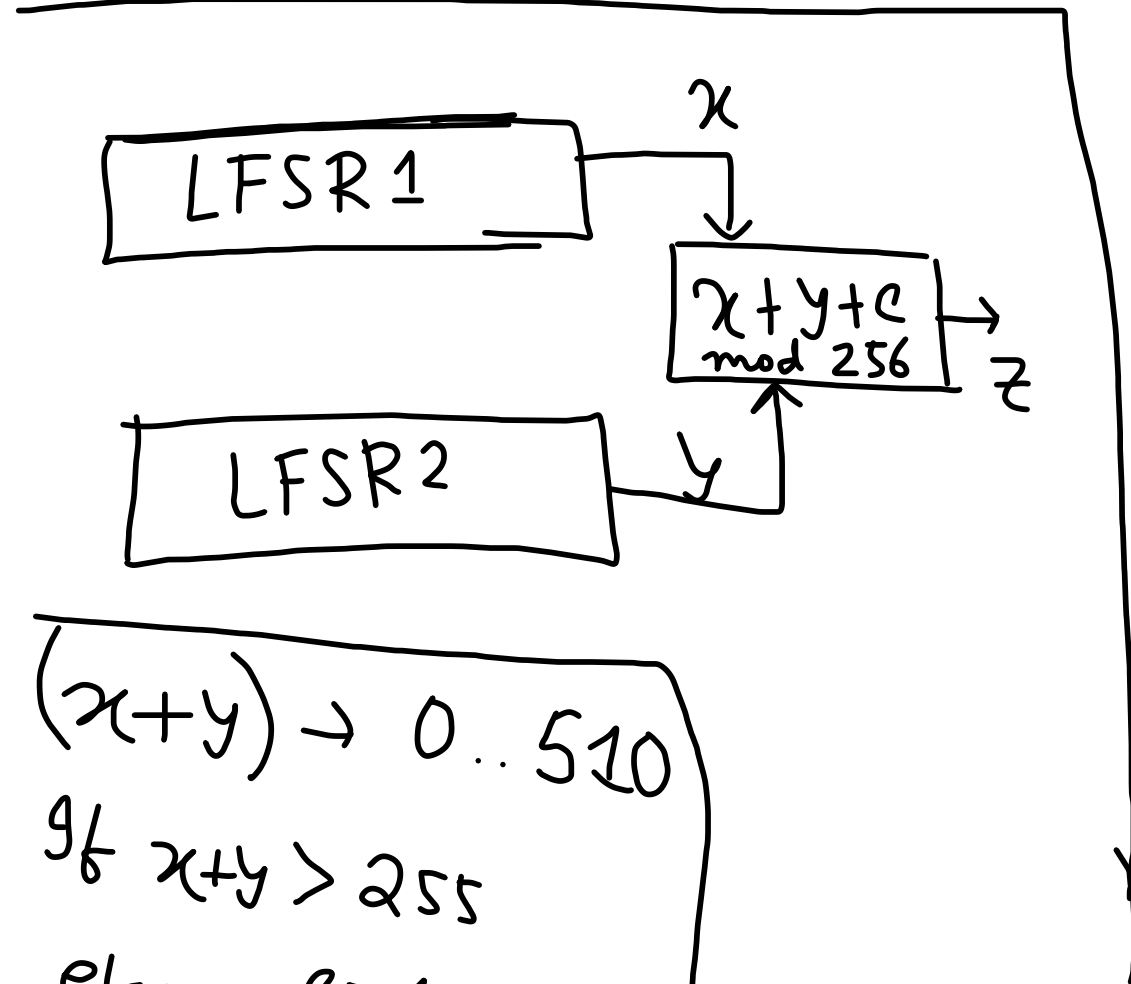 x
LFSR1
x+y+c
mod 256
z
LFSR2
y
(x+y) → 0..510
If x+y > 255